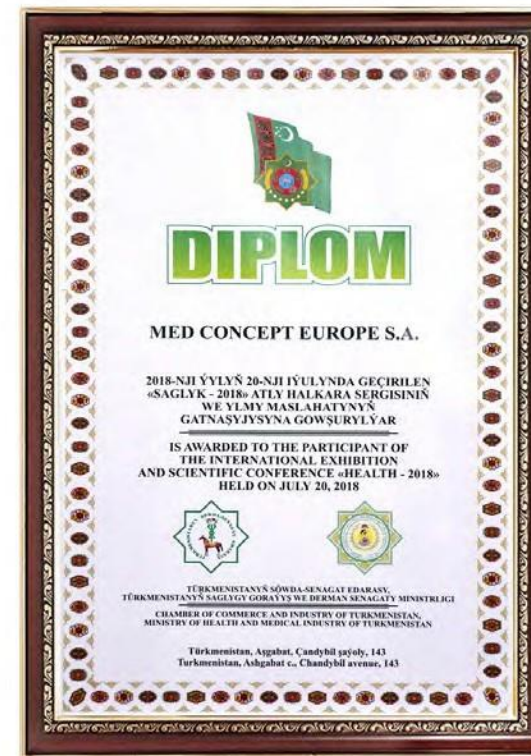 DIPLOM
MED CONCEPT EUROPE S.A.
2018-NJI ÝYLYŇ 20-NJI IÝULYNDA GEÇIRILEN
«SAGLYK - 2018» ATLY HALKARA SERGISINIŇ
WE YLMY MASLAHATYNYŇ
GATNAŞYJYSYNA GOWŞURYLÝAR
IS AWARDED TO THE PARTICIPANT OF
THE INTERNATIONAL EXHIBITION
AND SCIENTIFIC CONFERENCE «HEALTH - 2018»
HELD ON JULY 20, 2018
TÜRKMENISTANYŇ SÖWDA-SENAGAT EDARASY,
TÜRKMENISTANYŇ SAGLYGY GORAÝYŞ WE DERMAN SENAGATY MINISTRLIGI
CHAMBER OF COMMERCE AND INDUSTRY OF TURKMENISTAN,
MINISTRY OF HEALTH AND MEDICAL INDUSTRY OF TURKMENISTAN
Türkmenistan, Aşgabat, Çandybil şaýoly, 143
Turkmenistan, Ashgabat c., Chandybil avenue, 143